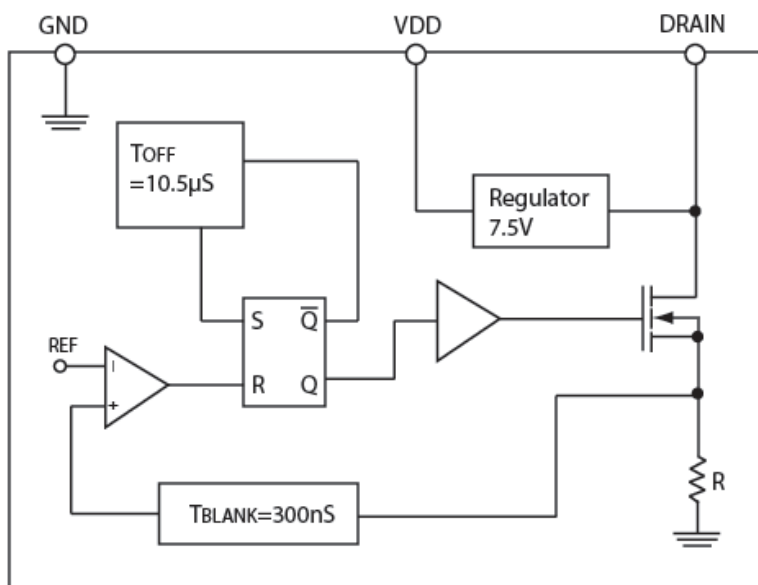 GND
VDD
DRAIN
TOFF
=10.5µS
Regulator
7.5V
S
Q
REF
R
Q
R
TBLANK=300nS